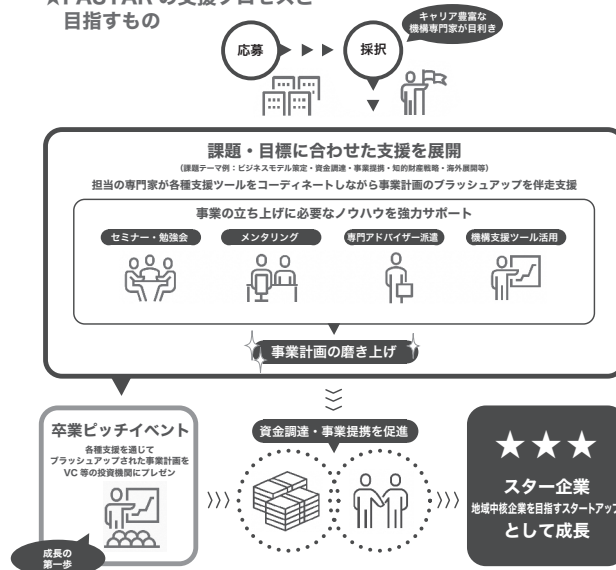 ★FASTAR の支援プロセスと
目指すもの
応募
採択
キャリア豊富な
機構専門家が目利き
課題・目標に合わせた支援を展開
(課題テーマ例:ビジネスモデル策定・資金調達・事業提携・知的財産戦略・海外展開等)
担当の専門家が各種支援ツールをコーディネートしながら事業計画のブラッシュアップを伴走支援
事業の立ち上げに必要なノウハウを強力サポート
セミナー・勉強会
メンタリング
専門アドバイザー派遣
機構支援ツール活用
事業計画の磨き上げ
卒業ピッチイベント
各種支援を通じて
ブラッシュアップされた事業計画を
VC 等の投資機関にプレゼン
成長の
第一歩
資金調達・事業提携を促進
★★★
スター企業
地域中核企業を目指すスタートアップ
として成長